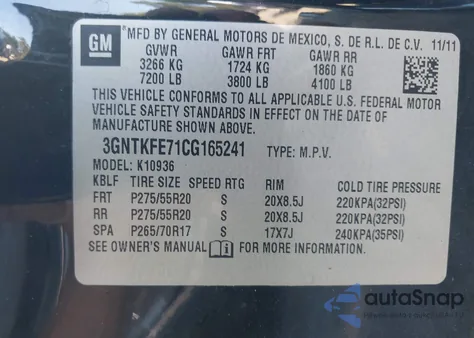 GM
*MFD BY GENERAL MOTORS DE MEXICO, S. DE R.L. DE C.V. 11/11
GVWR GAWR FRT GAWR RR
3266 KG 1724 KG 1860 KG
7200 LB 3800 LB 4100 LB
THIS VEHICLE CONFORMS TO ALL APPLICABLE U.S. FEDERAL MOTOR
VEHICLE SAFETY STANDARDS IN EFFECT ON THE DATE OF
MANUFACTURE SHOWN ABOVE.
3GNTKFE71CG165241 TYPE: M.P.V.
MODEL: K10936
KBLF TIRE SIZE SPEED RTG RIM COLD TIRE PRESSURE
FRT P275/55R20 S 20X8.5J 220KPA(32PSI)
RR P275/55R20 S 20X8.5J 220KPA(32PSI)
SPA P265/70R17 S 17X7J 240KPA(35PSI)
SEE OWNER'S MANUAL FOR MORE INFORMATION.
autoSnap